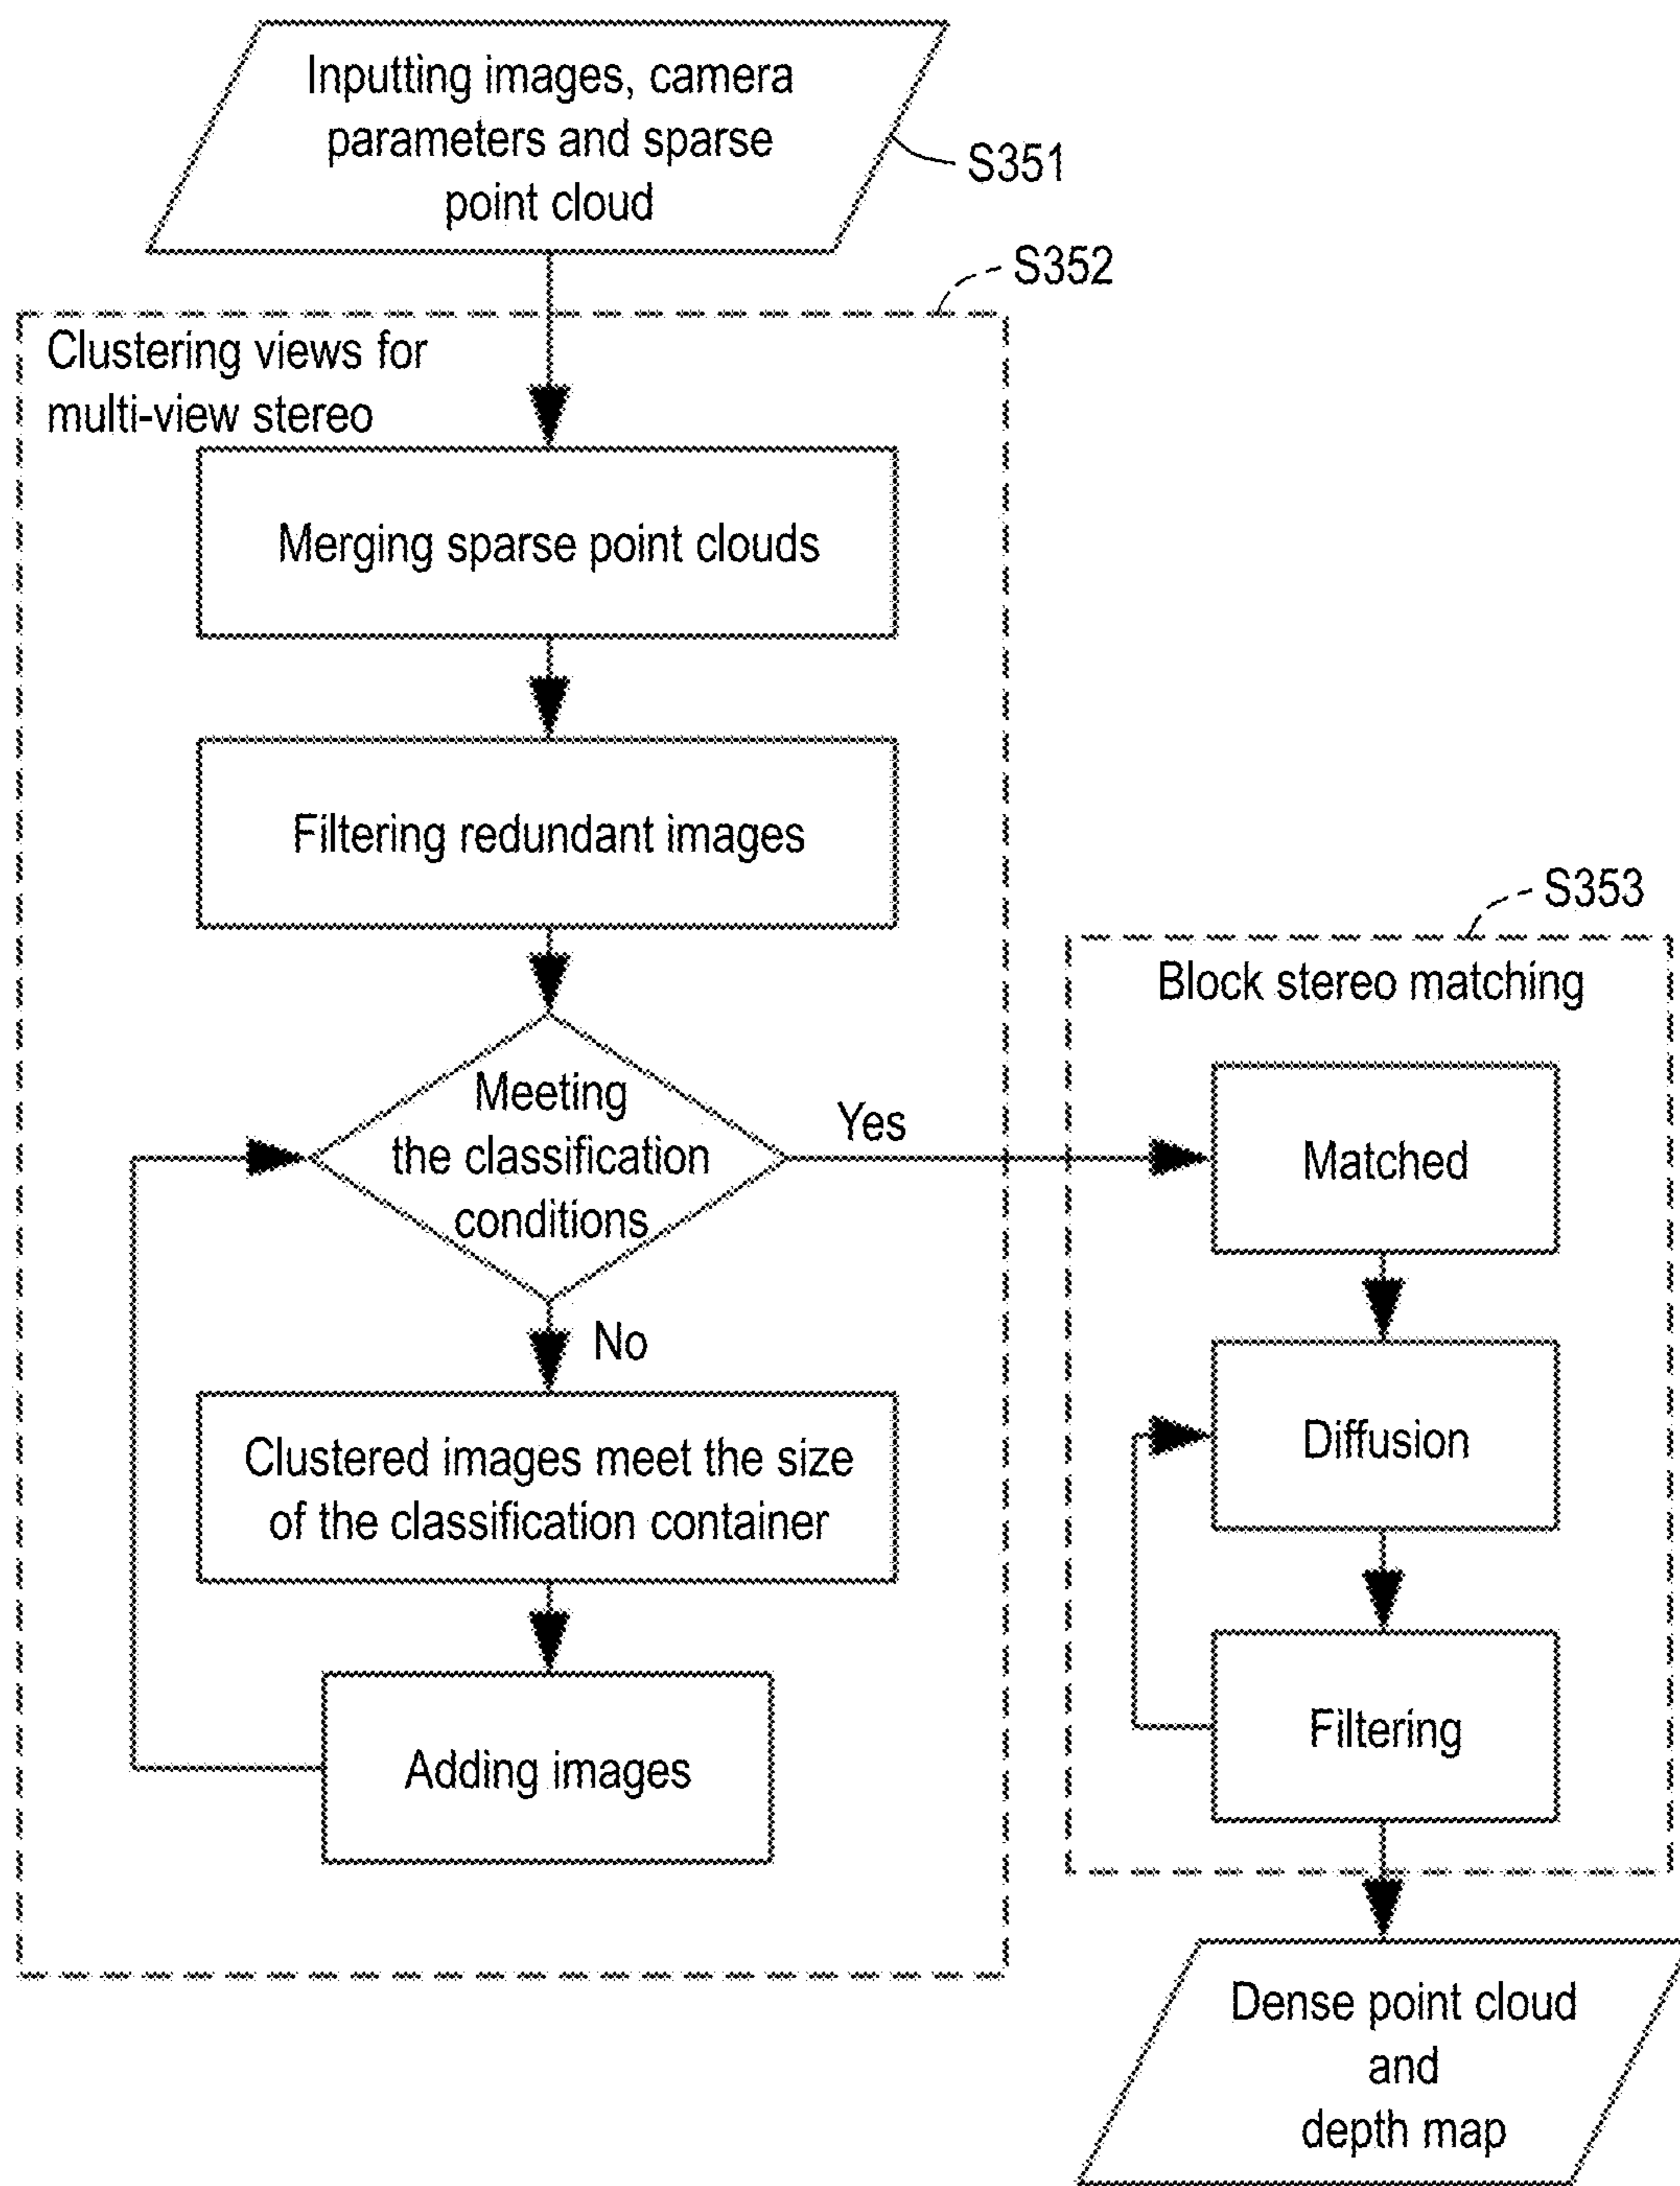 Inputting images, camera
parameters and sparse
point cloud
S351
S352
Clustering views for
multi-view stereo
Merging sparse point clouds
Filtering redundant images
Meeting
the classification
conditions
Yes
No
Clustered images meet the size
of the classification container
Adding images
S353
Block stereo matching
Matched
Diffusion
Filtering
Dense point cloud
and
depth map